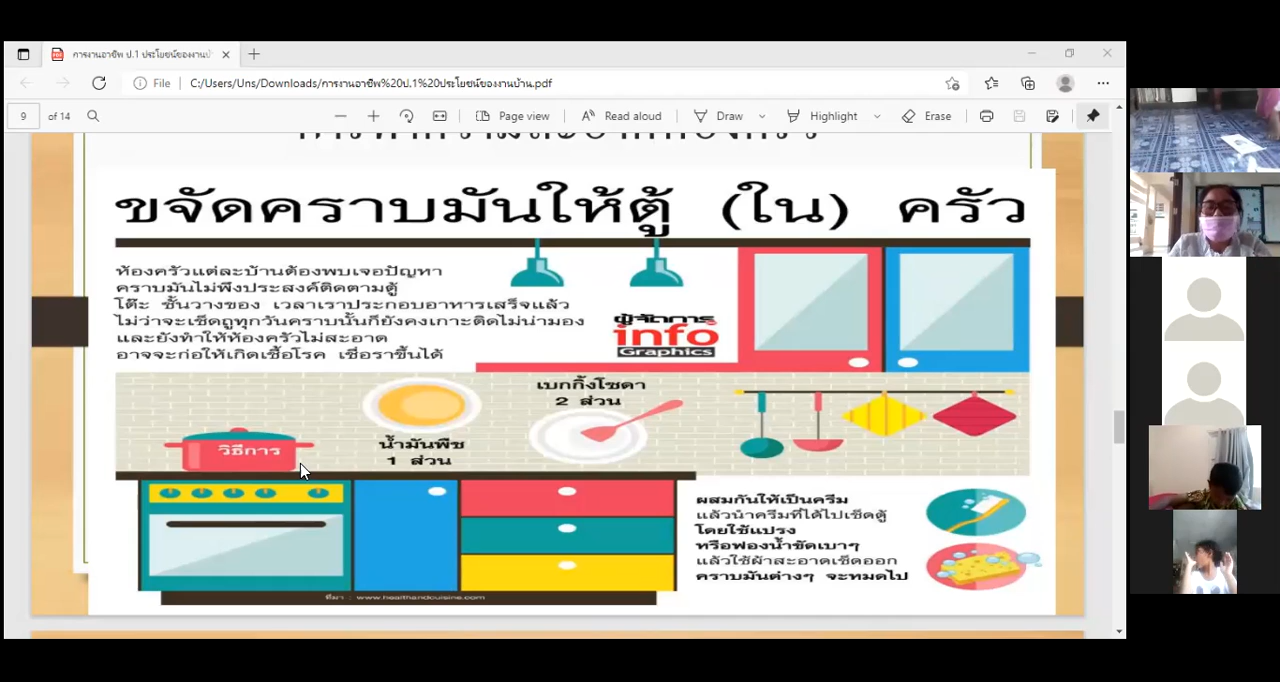 การงานอาชีพ ป.1 ประโยชน์ของงานบ้
File
C:/Users/Uns/Downloads/การงานอาชีพ%20ป.1%20ประโยชน์ของงานบ้าน.pdf
9 of 14
Page view
Read aloud
Draw
Highlight
Erase
ขจัดคราบมันให้ตู้ (ใน) ครัว
ห้องครัวแต่ละบ้านต้องพบเจอปัญหา
คราบมันไม่พึงประสงค์ติดตามตู้
โต๊ะ ชั้นวางของ เวลาเราประกอบอาหารเสร็จแล้ว
ไม่ว่าจะเช็ดถูทุกวันคราบนั้นก็ยังคงเกาะติดไม่น่ามอง
และยังทำให้ห้องครัวไม่สะอาด
อาจจะก่อให้เกิดเชื้อโรค เชื่อราขึ้นได้
ผู้จัดการ
info
Graphics
เบกกิ้งโซดา
2 ส่วน
วิธีการ
น้ำมันพืช
1 ส่วน
ผสมกันให้เป็นครีม
แล้วนำครีมที่ได้ไปเช็ดตู้
โดยใช้แปรง
หรือฟองน้ำขัดเบาๆ
แล้วใช้ผ้าสะอาดเช็ดออก
คราบมันต่างๆ จะหมดไป
ที่มา : www.healthandcuisine.com